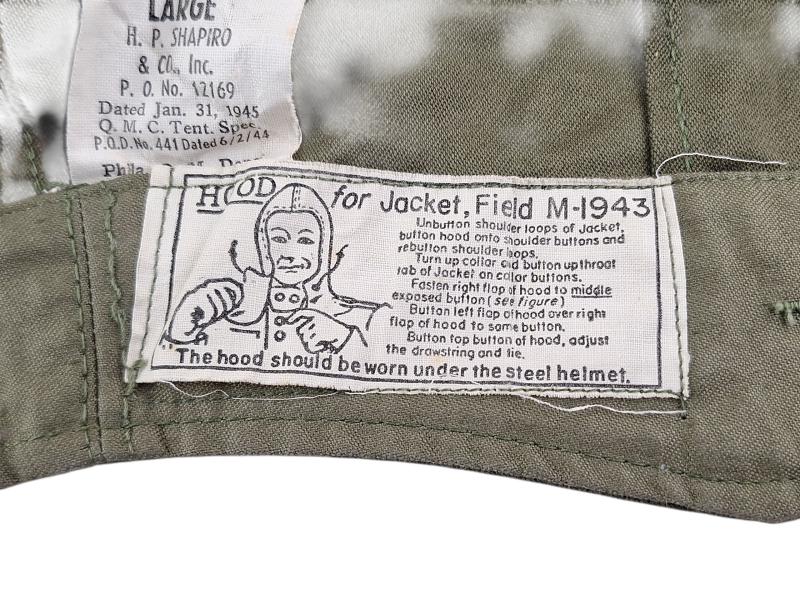 LARGE
H. P. SHAPIRO
& CO., Inc.
P. O. No. 12169
Dated Jan. 31, 1945
Q. M. C. Tent. Spec.
P.Q.D. No. 441 Dated 6/2/44
Phila.
HOOD for Jacket, Field M-1943
Unbutton shoulder loops of Jacket,
button hood onto shoulder buttons and
rebutton shoulder loops.
Turn up collar and button up throat
tab of Jacket on collar buttons.
Fasten right flap of hood to middle
exposed button (see figure)
Button left flap of hood over right
flap of hood to same button.
Button top button of hood, adjust
the drawstring and tie.
The hood should be worn under the steel helmet.